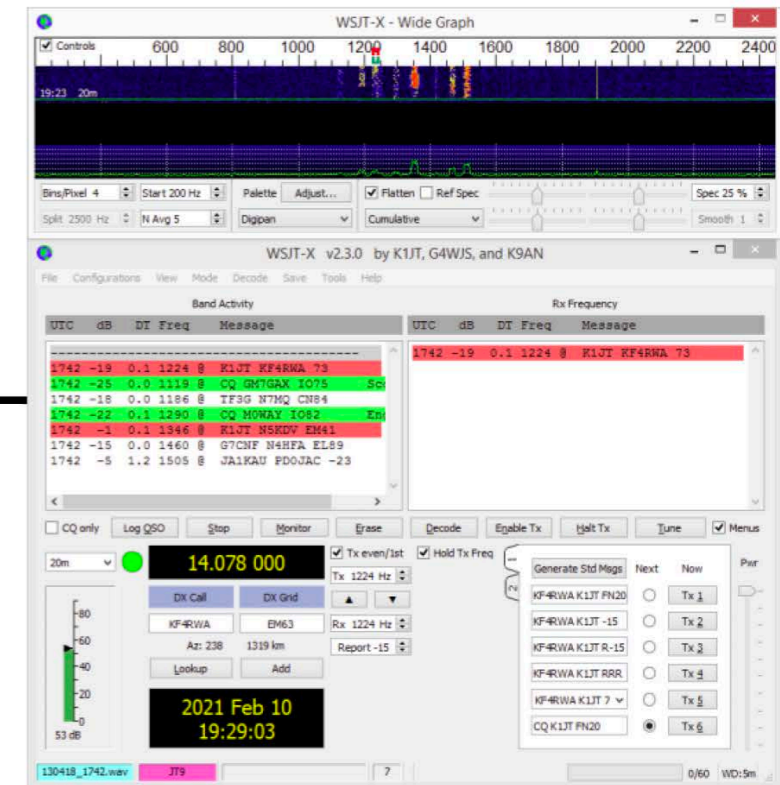 WSJT-X - Wide Graph
Controls 600 800 1000 1200 1400 1600 1800 2000 2200 2400
19:23 20m
Bins/Pixel 4 Start 200 Hz Palette Adjust... Flatten Ref Spec Spec 25 %
Split 2500 Hz N Avg 5 Digipan Cumulative Smooth 1
WSJT-X v2.3.0 by K1JT, G4WJS, and K9AN
File Configurations View Mode Decode Save Tools Help
Band Activity Rx Frequency
UTC dB DT Freq Message UTC dB DT Freq Message
1742 -19 0.1 1224 @ K1JT KF4RWA 73 1742 -19 0.1 1224 @ K1JT KF4RWA 73
1742 -25 0.0 1119 @ CQ GM7GAX IO75 Sco
1742 -18 0.0 1186 @ TF3G N7MQ CN84
1742 -22 0.1 1290 @ CQ M0WAY IO82 Eng
1742 -1 0.1 1346 @ K1JT N5KDV EM41
1742 -15 0.0 1460 @ G7CNF N4HFA EL89
1742 -5 1.2 1505 @ JA1KAU PD0JAC -23
CQ only Log QSO Stop Monitor Erase Decode Enable Tx Halt Tx Tune Menus
20m 14.078 000 Tx even/1st Hold Tx Freq 1 Pwr
Tx 1224 Hz Generate Std Msgs Next Now
DX Call DX Grid 2
KF4RWA EM63 Rx 1224 Hz KF4RWA K1JT FN20 Tx 1
Az: 238 1319 km Report -15 KF4RWA K1JT -15 Tx 2
Lookup Add KF4RWA K1JT R-15 Tx 3
KF4RWA K1JT RRR Tx 4
2021 Feb 10 KF4RWA K1JT 7 Tx 5
19:29:03 CQ K1JT FN20 Tx 6
-80
-60
-40
-20
-0
53 dB
130418_1742.wav JT9 7 0/60 WD:5m